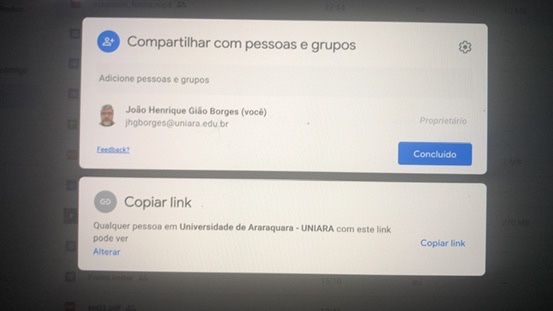 Compartilhar com pessoas e grupos
Adicione pessoas e grupos
João Henrique Gião Borges (você)
jhgborges@uniara.edu.br
Proprietário
Feedback?
Concluído
Copiar link
Qualquer pessoa em Universidade de Araraquara - UNIARA com este link
pode ver
Copiar link
Alterar